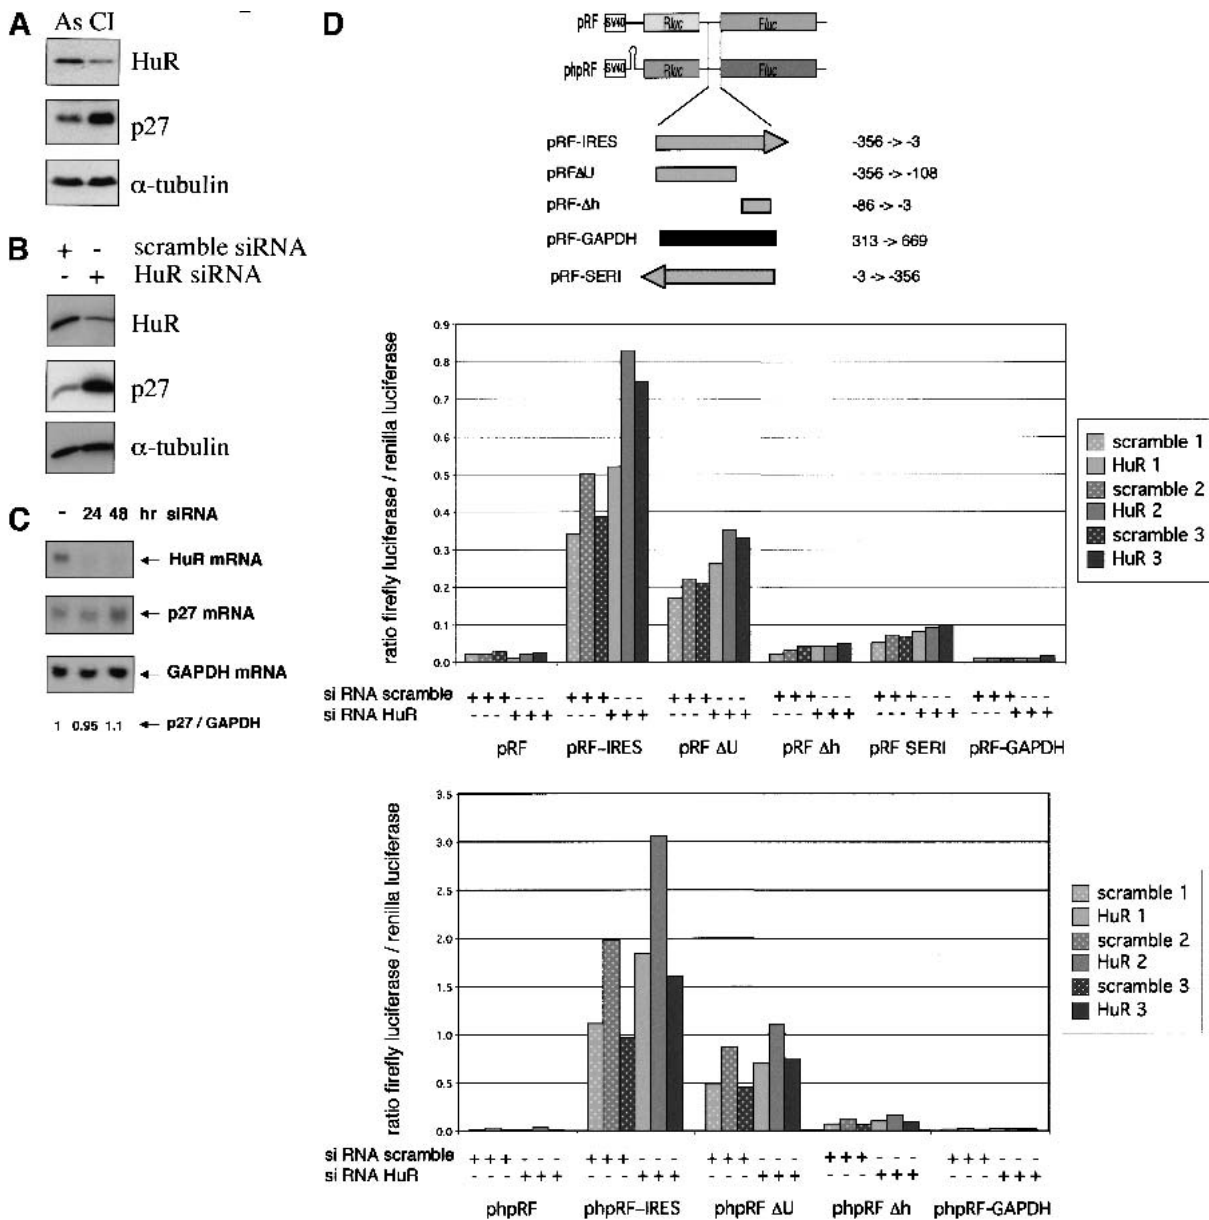 A
As CI
HuR
p27
α-tubulin
B
+ - scramble siRNA
- + HuR siRNA
HuR
p27
α-tubulin
C
- 24 48 hr siRNA
← HuR mRNA
← p27 mRNA
← GAPDH mRNA
1 0.95 1.1 ← p27 / GAPDH
D
pRF SV40 Rluc Fluc
phpRF SV40 Rluc Fluc
pRF-IRES -356 -> -3
pRFΔU -356 -> -108
pRF-Δh -86 -> -3
pRF-GAPDH 313 -> 669
pRF-SERI -3 -> -356
ratio firefly luciferase / renilla luciferase
0.9
0.8
0.7
0.6
0.5
0.4
0.3
0.2
0.1
0.0
scramble 1
HuR 1
scramble 2
HuR 2
scramble 3
HuR 3
si RNA scramble +++--- +++--- +++--- +++--- +++--- +++---
si RNA HuR ---+++ ---+++ ---+++ ---+++ ---+++ ---+++
pRF pRF-IRES pRF ΔU pRF Δh pRF SERI pRF-GAPDH
ratio firefly luciferase / renilla luciferase
3.5
3.0
2.5
2.0
1.5
1.0
0.5
0.0
scramble 1
HuR 1
scramble 2
HuR 2
scramble 3
HuR 3
si RNA scramble +++--- +++--- +++--- +++--- +++---
si RNA HuR ---+++ ---+++ ---+++ ---+++ ---+++
phpRF phpRF-IRES phpRF ΔU phpRF Δh phpRF-GAPDH